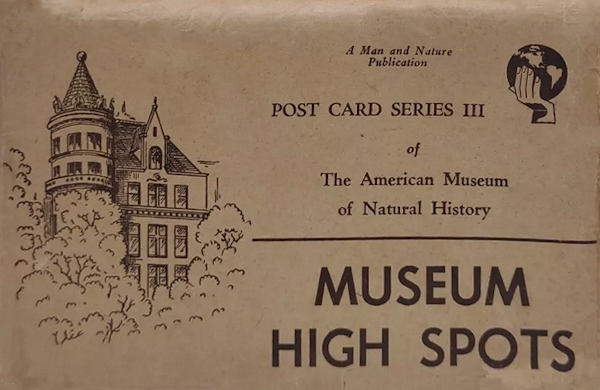 A Man and Nature
Publication
POST CARD SERIES III
of
The American Museum
of Natural History
MUSEUM
HIGH SPOTS